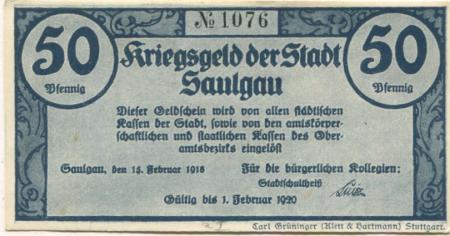 № 1076
50 Pfennig
50 Pfennig
Kriegsgeld der Stadt
Saulgau
Dieser Geldschein wird von allen städtischen
Kassen der Stadt, sowie von den amtskörper-
schaftlichen und staatlichen Kassen des Ober-
amtsbezirks eingelöst
Saulgau, den 15. Februar 1918 Für die bürgerlichen Kollegien:
Stadtschultheiß
Gültig bis 1. Februar 1920
Carl Grüninger (Klett & Hartmann) Stuttgart.